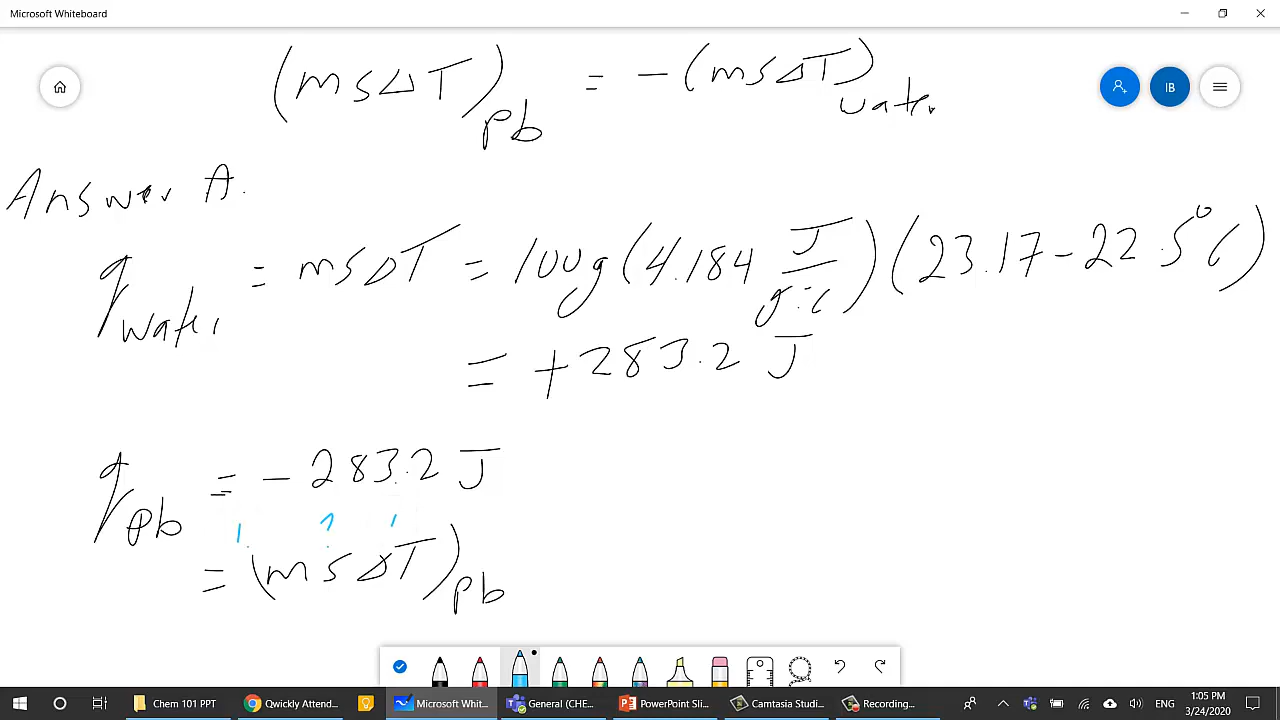 Microsoft Whiteboard
(msΔT)pb = -(msΔT)water
IB
Answer A.
qwater = msΔT = 100g (4.184 J/g·°C) (23.17 - 22.5°C)
= +283.2 J
qpb = -283.2 J
! ? !
= (msΔT)pb
Chem 101 PPT
Qwickly Attend...
Microsoft Whit...
General (CHE...
PowerPoint Sli...
Camtasia Studi...
Recording...
ENG
1:05 PM
3/24/2020